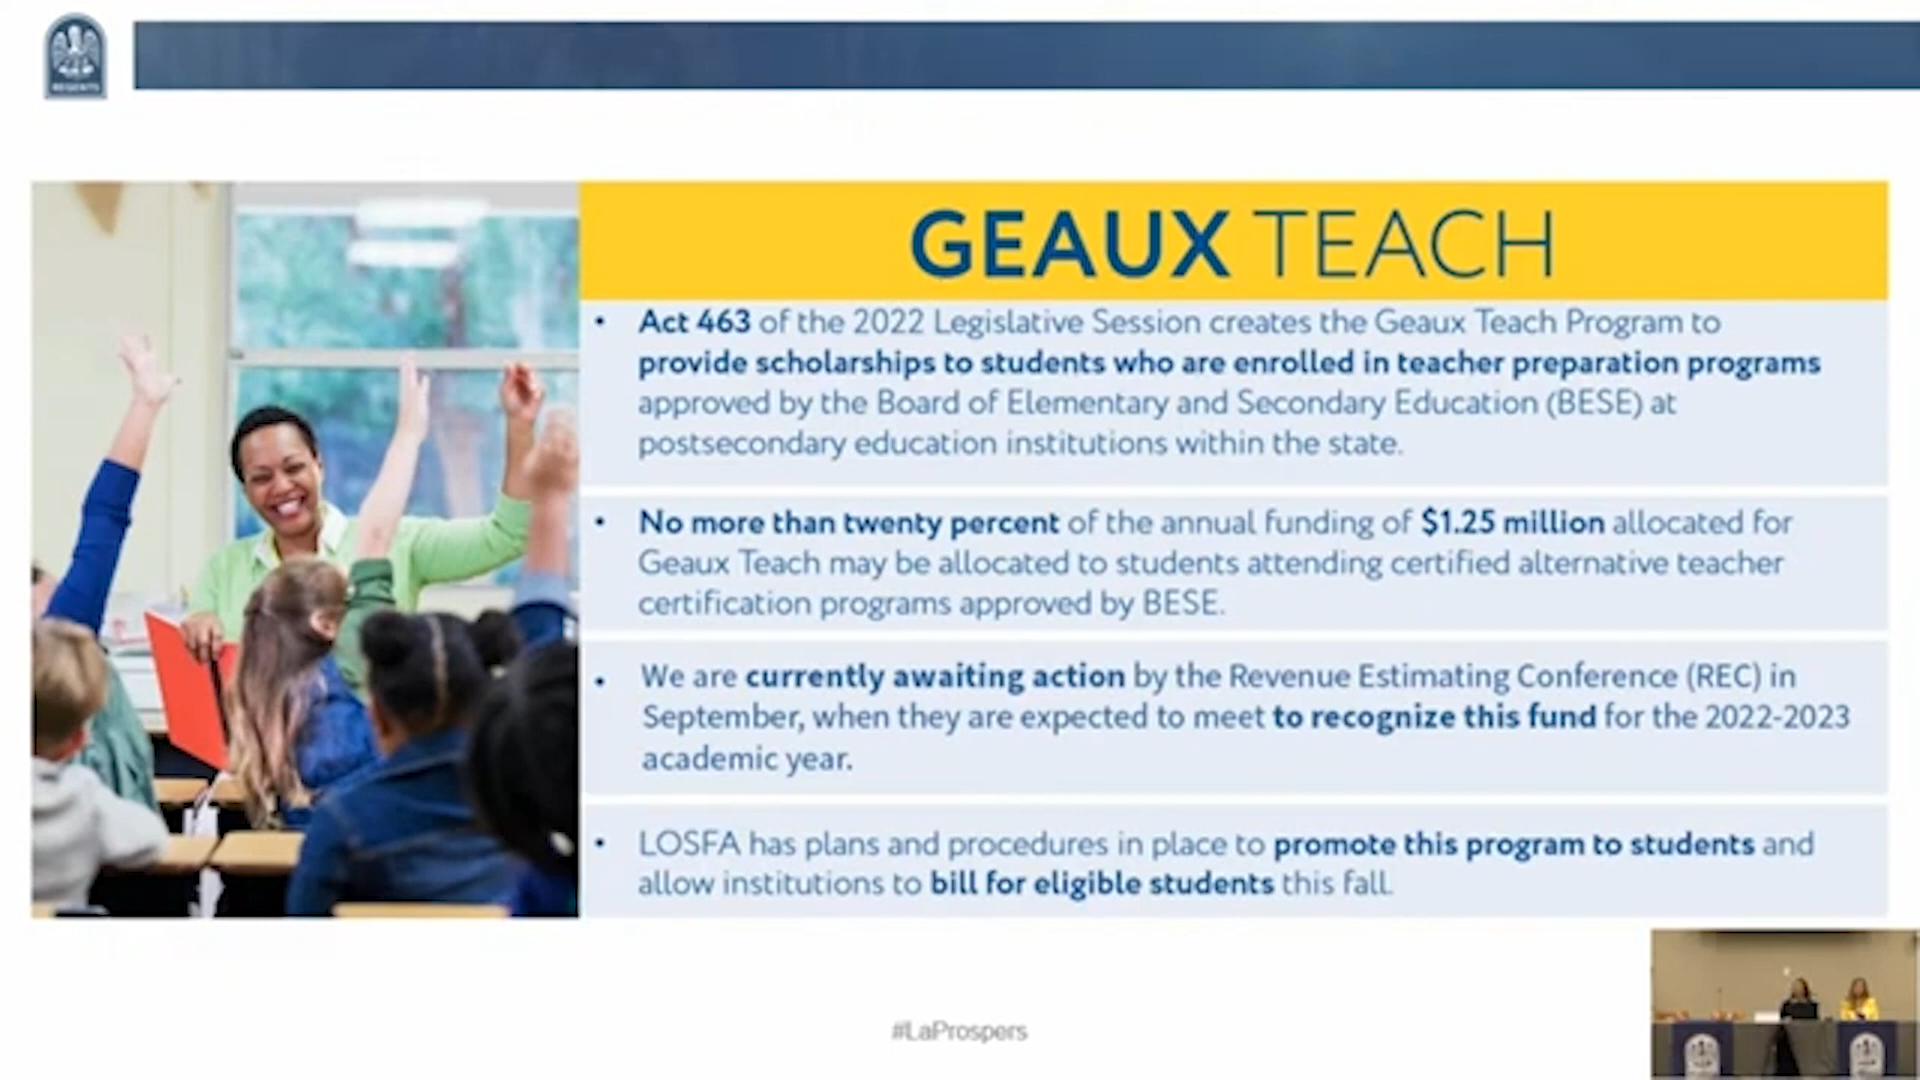 REGENTS
GEAUX TEACH
• Act 463 of the 2022 Legislative Session creates the Geaux Teach Program to
provide scholarships to students who are enrolled in teacher preparation programs
approved by the Board of Elementary and Secondary Education (BESE) at
postsecondary education institutions within the state.
• No more than twenty percent of the annual funding of $1.25 million allocated for
Geaux Teach may be allocated to students attending certified alternative teacher
certification programs approved by BESE.
• We are currently awaiting action by the Revenue Estimating Conference (REC) in
September, when they are expected to meet to recognize this fund for the 2022-2023
academic year.
• LOSFA has plans and procedures in place to promote this program to students and
allow institutions to bill for eligible students this fall.
#LaProspers